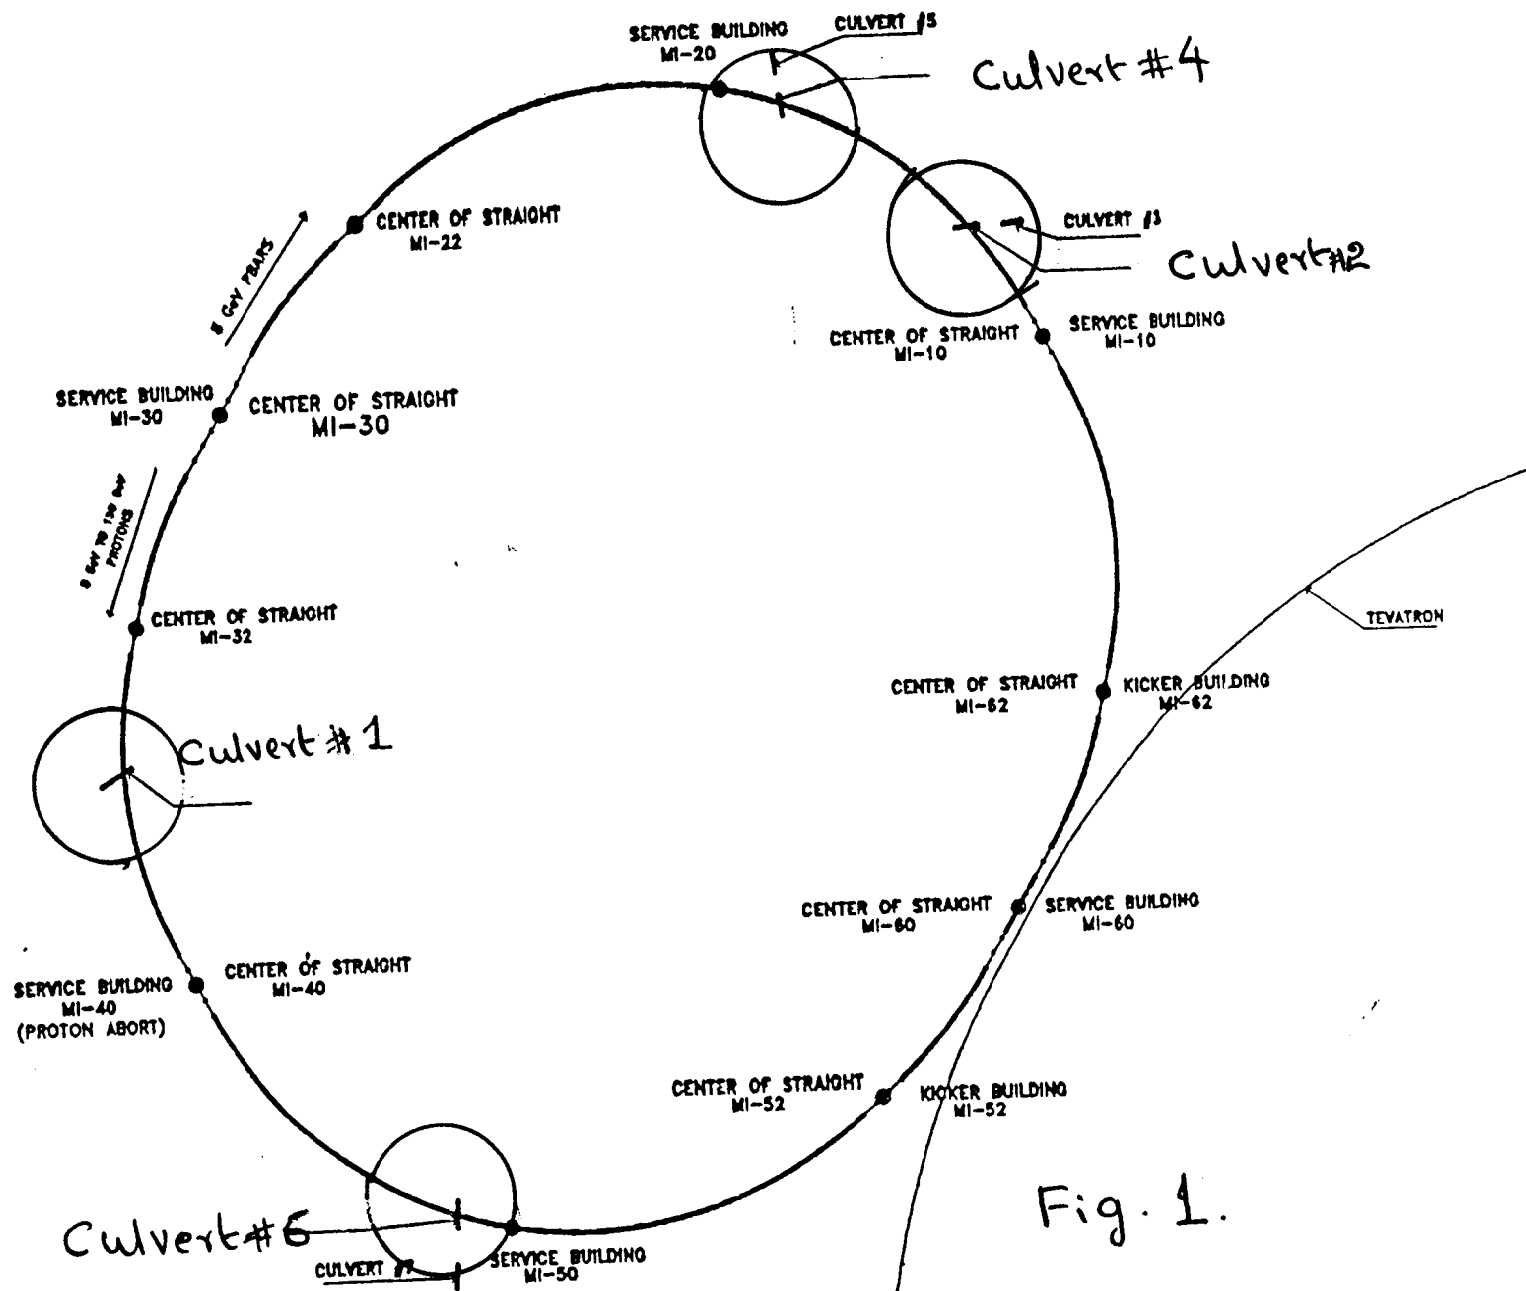 SERVICE BUILDING
MI-20
CULVERT #5
Culvert #4
CENTER OF STRAIGHT
MI-22
CULVERT #3
Culvert#2
8 GeV PBARS
CENTER OF STRAIGHT
MI-10
SERVICE BUILDING
MI-10
SERVICE BUILDING
MI-30
CENTER OF STRAIGHT
MI-30
8 GeV TO 150 GeV
PROTONS
CENTER OF STRAIGHT
MI-32
TEVATRON
CENTER OF STRAIGHT
MI-62
KICKER BUILDING
MI-62
Culvert #1
CENTER OF STRAIGHT
MI-60
SERVICE BUILDING
MI-60
SERVICE BUILDING
MI-40
(PROTON ABORT)
CENTER OF STRAIGHT
MI-40
CENTER OF STRAIGHT
MI-52
KICKER BUILDING
MI-52
Fig. 1.
Culvert#6
CULVERT #7
SERVICE BUILDING
MI-50